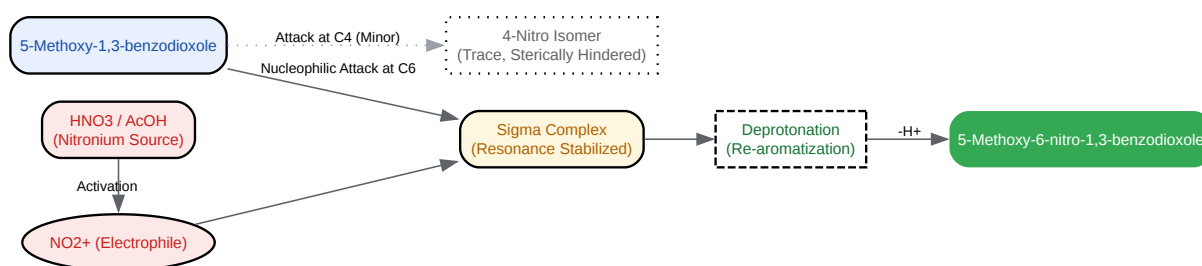 5-Methoxy-1,3-benzodioxole
Attack at C4 (Minor)
4-Nitro Isomer
(Trace, Sterically Hindered)
Nucleophilic Attack at C6
HNO3 / AcOH
(Nitronium Source)
Sigma Complex
(Resonance Stabilized)
Deprotonation
(Re-aromatization)
-H+
5-Methoxy-6-nitro-1,3-benzodioxole
Activation
NO2+ (Electrophile)